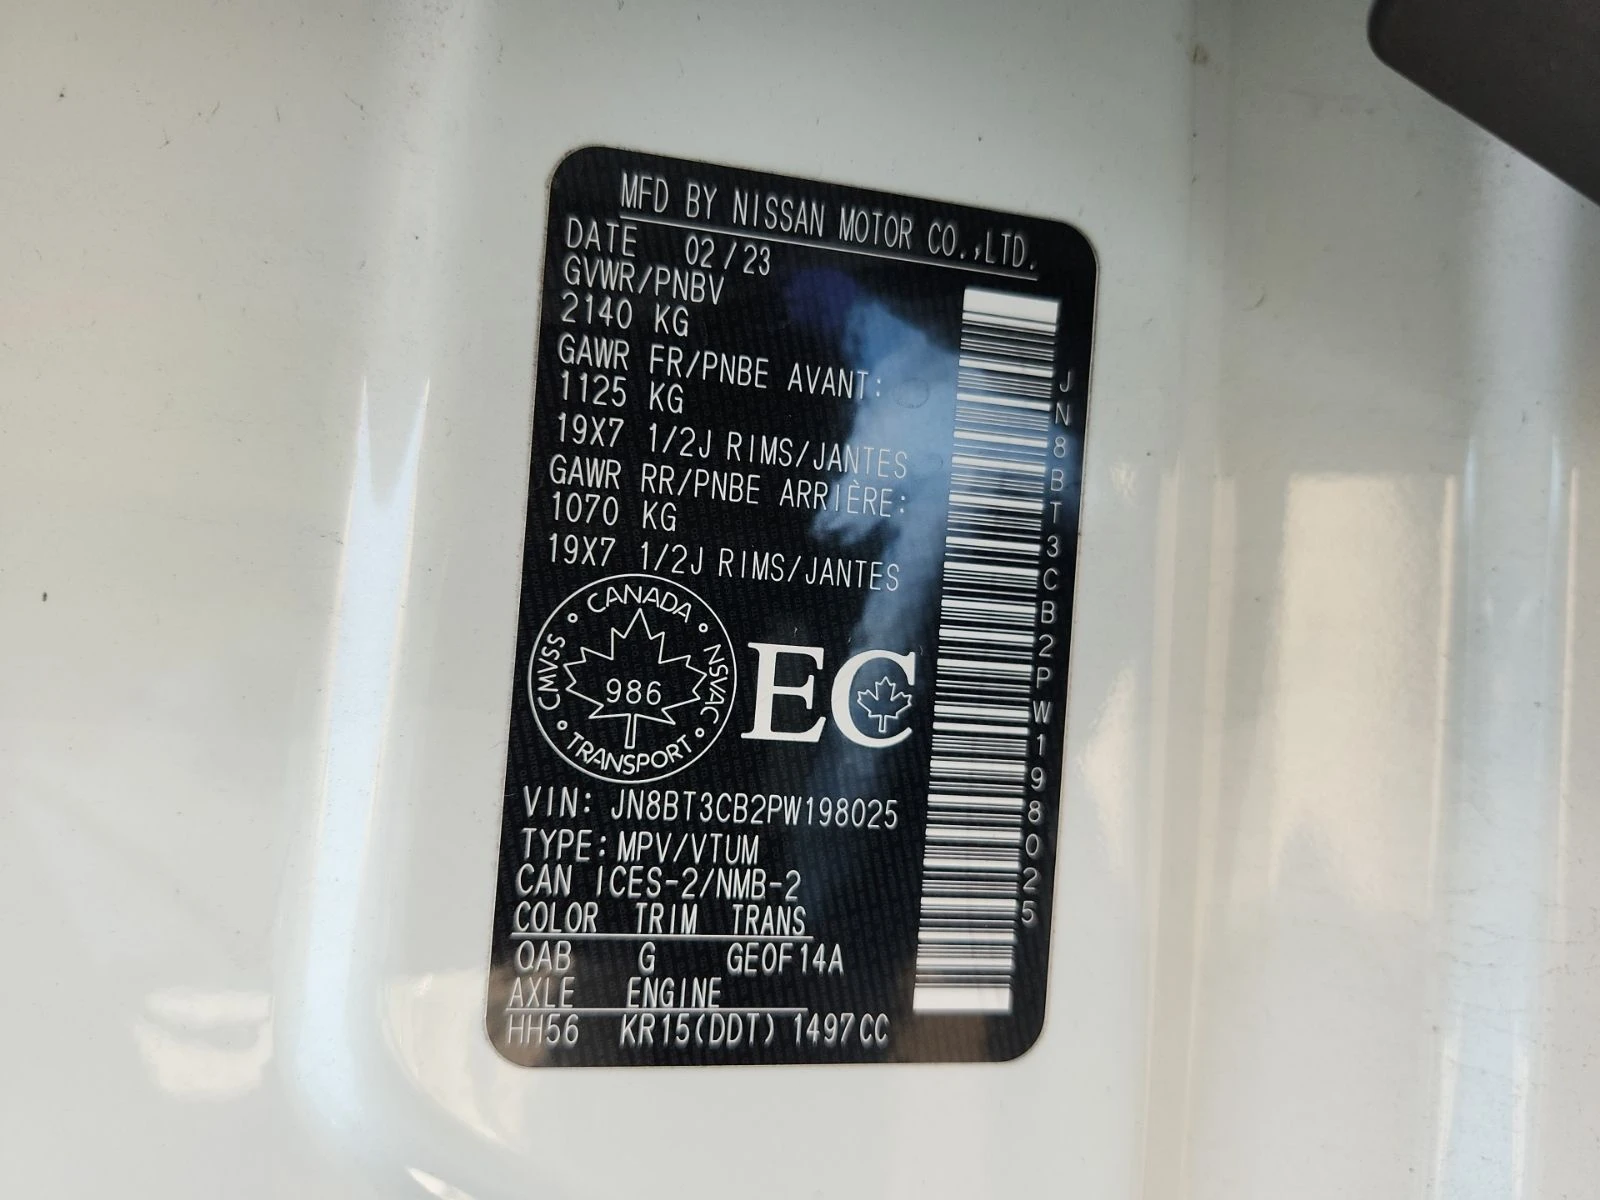 MFD BY NISSAN MOTOR CO.,LTD.
DATE 02/23
GVWR/PNBV
2140 KG
GAWR FR/PNBE AVANT:
1125 KG
19X7 1/2J RIMS/JANTES
GAWR RR/PNBE ARRIÈRE:
1070 KG
19X7 1/2J RIMS/JANTES
CANADA
CMVSS
NSVAC
986
TRANSPORT
EC
VIN: JN8BT3CB2PW198025
TYPE: MPV/VTUM
CAN ICES-2/NMB-2
COLOR TRIM TRANS
QAB G GE0F14A
AXLE ENGINE
HH56 KR15(DDT) 1497CC
JN8BT3CB2PW198025